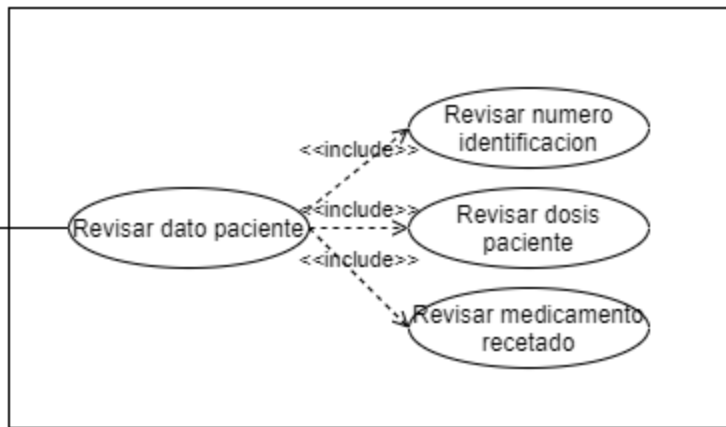 Revisar numero
identificacion
<<include>>
Revisar dato paciente
<<include>>
Revisar dosis
paciente
<<include>>
Revisar medicamento
recetado